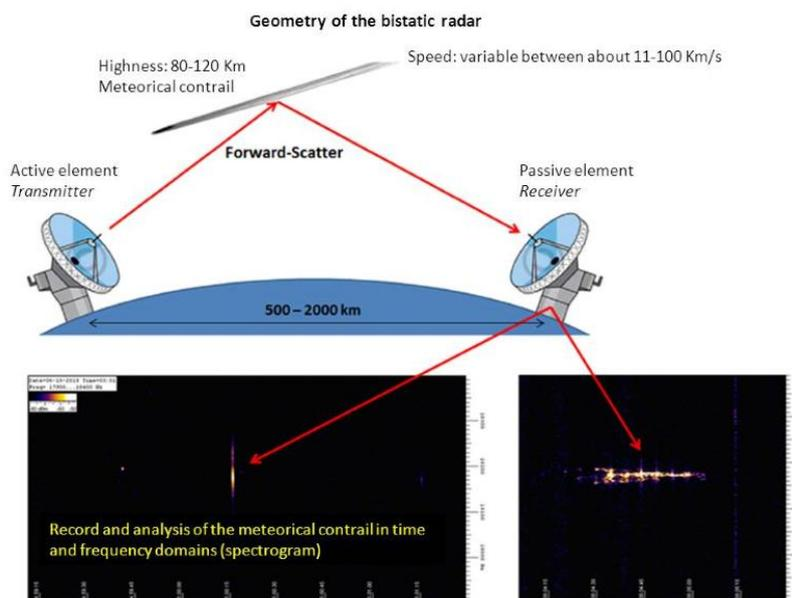 Geometry of the bistatic radar
Highness: 80-120 Km
Meteorical contrail
Speed: variable between about 11-100 Km/s
Forward-Scatter
Active element
Transmitter
Passive element
Receiver
500 – 2000 km
Record and analysis of the meteorical contrail in time
and frequency domains (spectrogram)